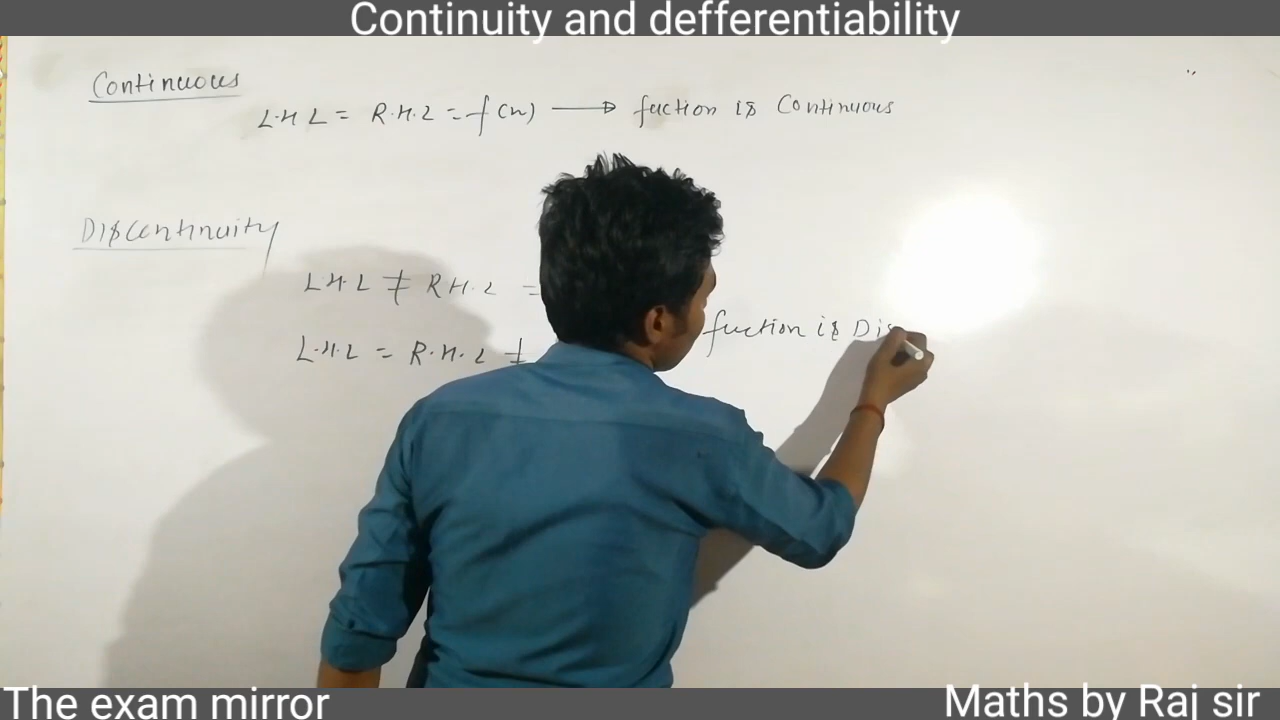 Continuity and defferentiability
Continuous
L.H.L = R.H.L = f(x) → fuction is Continuous
Discontinuity
L.H.L ≠ R.H.L =
L.H.L = R.H.L ≠
fuction is Dis
The exam mirror
Maths by Raj sir